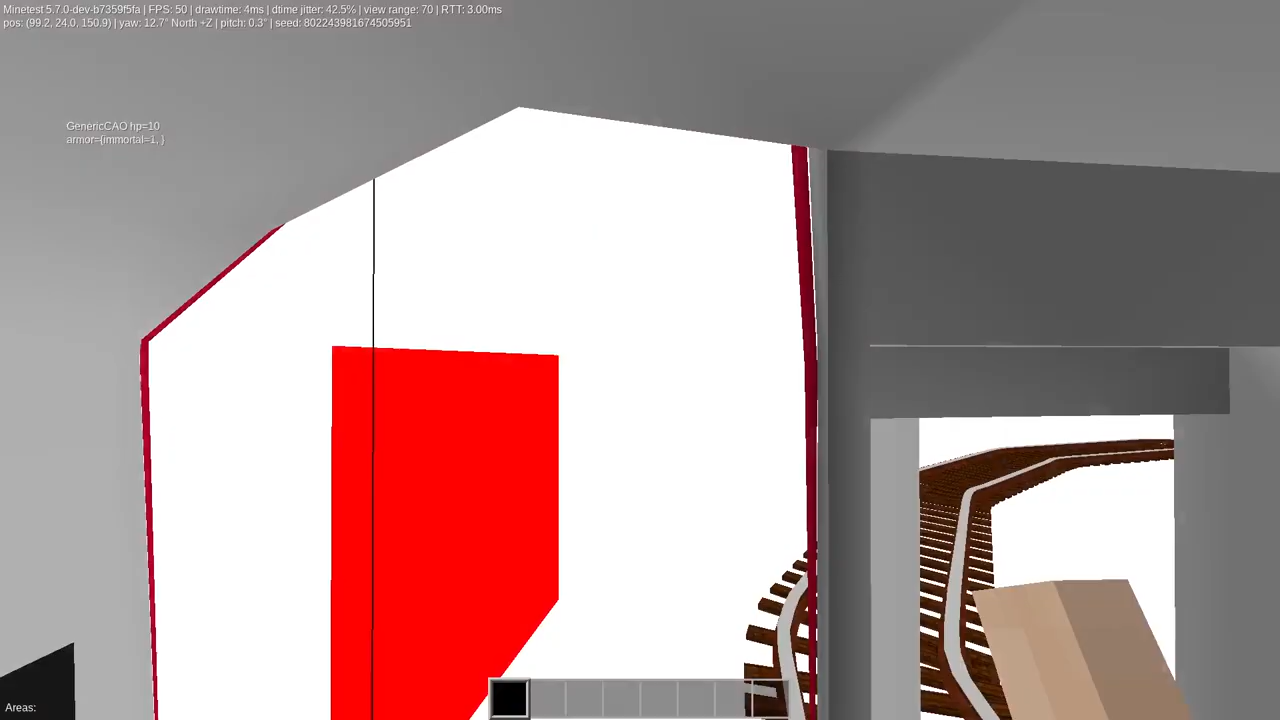 Minetest 5.7.0-dev-b7359f5fa | FPS: 50 | drawtime: 4ms | dtime jitter: 42.5% | view range: 70 | RTT: 3.00ms
pos: (99.2, 24.0, 150.9) | yaw: 12.7° North +Z | pitch: 0.3° | seed: 802243981674505951
GenericCAO hp=10
armor={immortal=1, }
Areas: